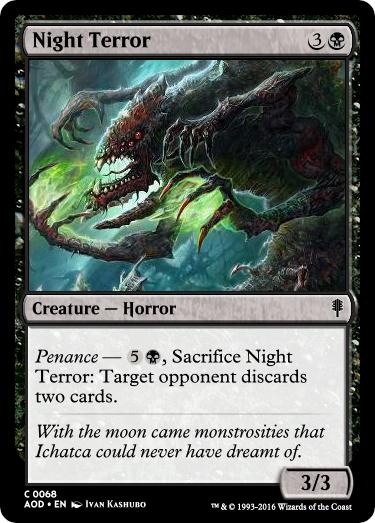 Night Terror 3
Creature — Horror
Penance — 5 , Sacrifice Night
Terror: Target opponent discards
two cards.
With the moon came monstrosities that
Ichatca could never have dreamt of.
3/3
C 0068
AOD • EN Ivan Kashubo
™ & © 1993-2016 Wizards of the Coast